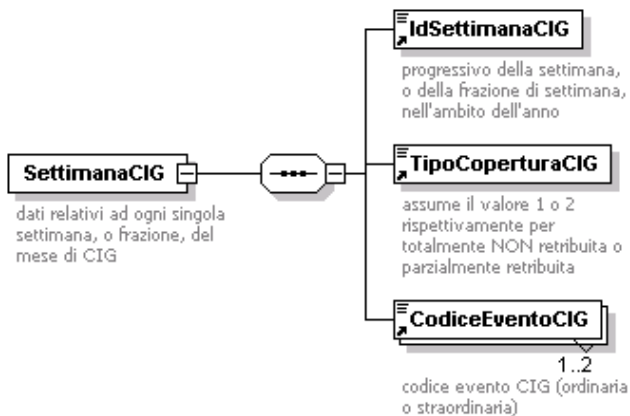 IdSettimanaCIG
progressivo della settimana,
o della frazione di settimana,
nell'ambito dell'anno
SettimanaCIG
dati relativi ad ogni singola
settimana, o frazione, del
mese di CIG
TipoCoperturaCIG
assume il valore 1 o 2
rispettivamente per
totalmente NON retribuita o
parzialmente retribuita
CodiceEventoCIG
1..2
codice evento CIG (ordinaria
o straordinaria)